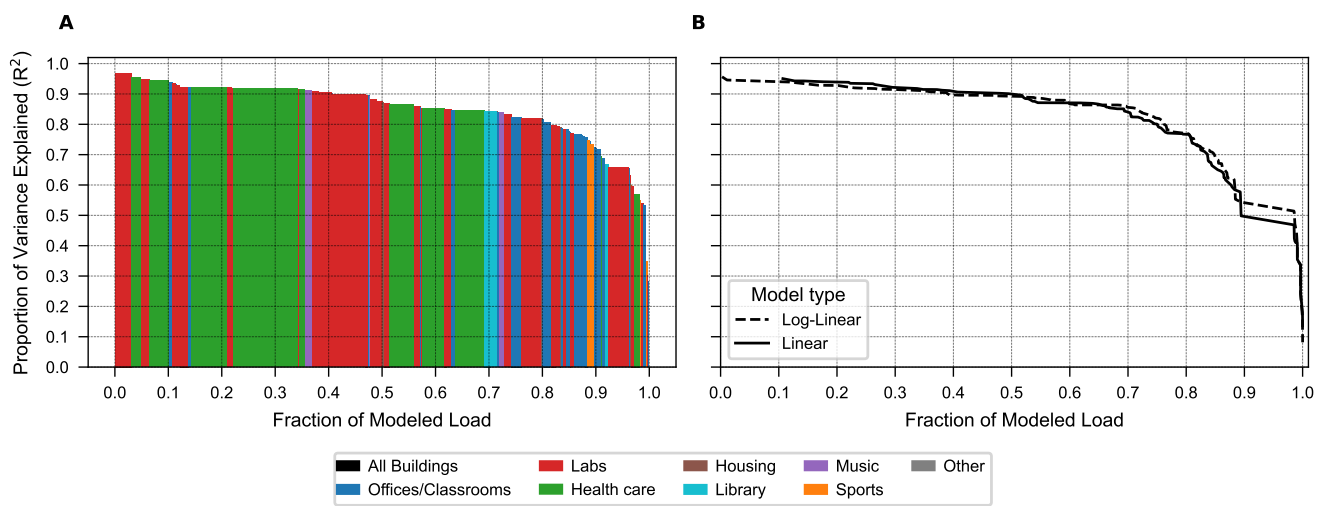 A
B
Proportion of Variance Explained (R²)
1.0
0.9
0.8
0.7
0.6
0.5
0.4
0.3
0.2
0.1
0.0
0.0 0.1 0.2 0.3 0.4 0.5 0.6 0.7 0.8 0.9 1.0
Fraction of Modeled Load
Model type
Log-Linear
Linear
0.0 0.1 0.2 0.3 0.4 0.5 0.6 0.7 0.8 0.9 1.0
Fraction of Modeled Load
All Buildings Labs Housing Music Other
Offices/Classrooms Health care Library Sports